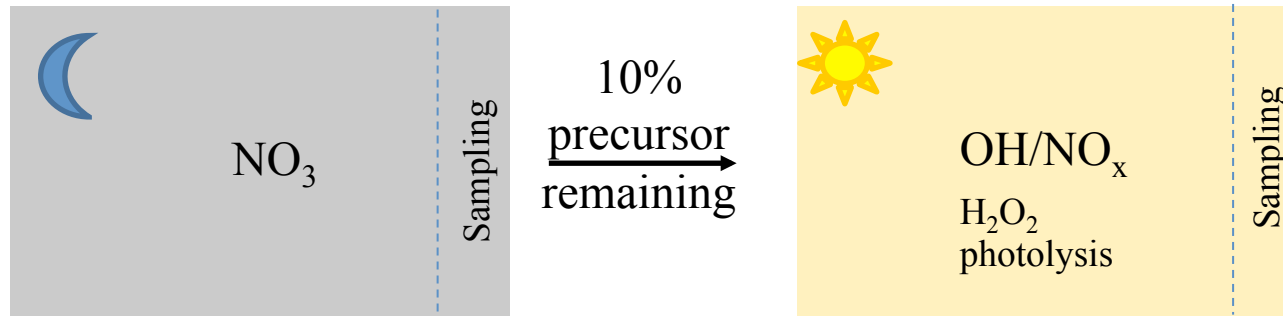 NO₃
Sampling
10%
precursor
remaining
OH/NOₓ
H₂O₂
photolysis
Sampling